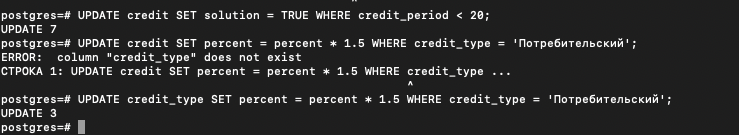 postgres=# UPDATE credit SET solution = TRUE WHERE credit_period < 20;
UPDATE 7
postgres=# UPDATE credit SET percent = percent * 1.5 WHERE credit_type = 'Потребительский';
ERROR:  column "credit_type" does not exist
СТРОКА 1: UPDATE credit SET percent = percent * 1.5 WHERE credit_type ...
^
postgres=# UPDATE credit_type SET percent = percent * 1.5 WHERE credit_type = 'Потребительский';
UPDATE 3
postgres=#